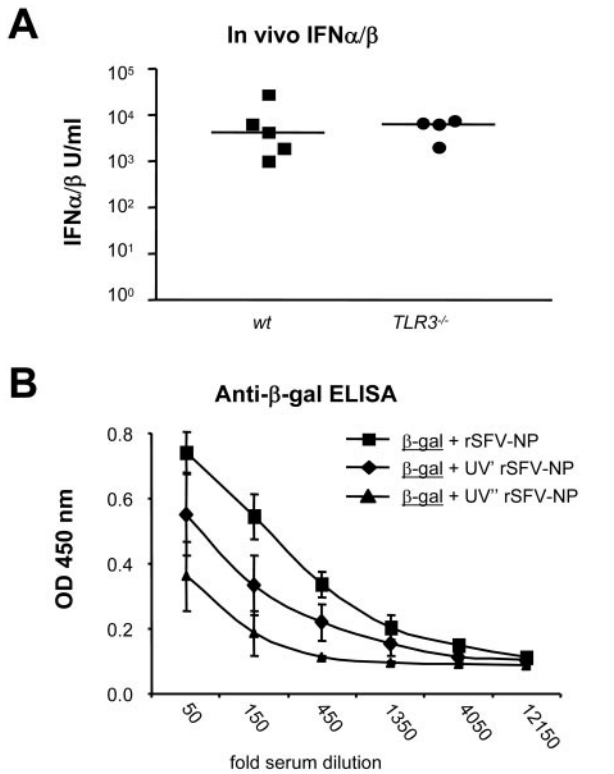 A
In vivo IFNα/β
IFNα/β U/ml
10⁵
10⁴
10³
10²
10¹
10⁰
wt
TLR3-/-
B
Anti-β-gal ELISA
OD 450 nm
0.8
0.6
0.4
0.2
0.0
β-gal + rSFV-NP
β-gal + UV' rSFV-NP
β-gal + UV'' rSFV-NP
50
150
450
1350
4050
12150
fold serum dilution